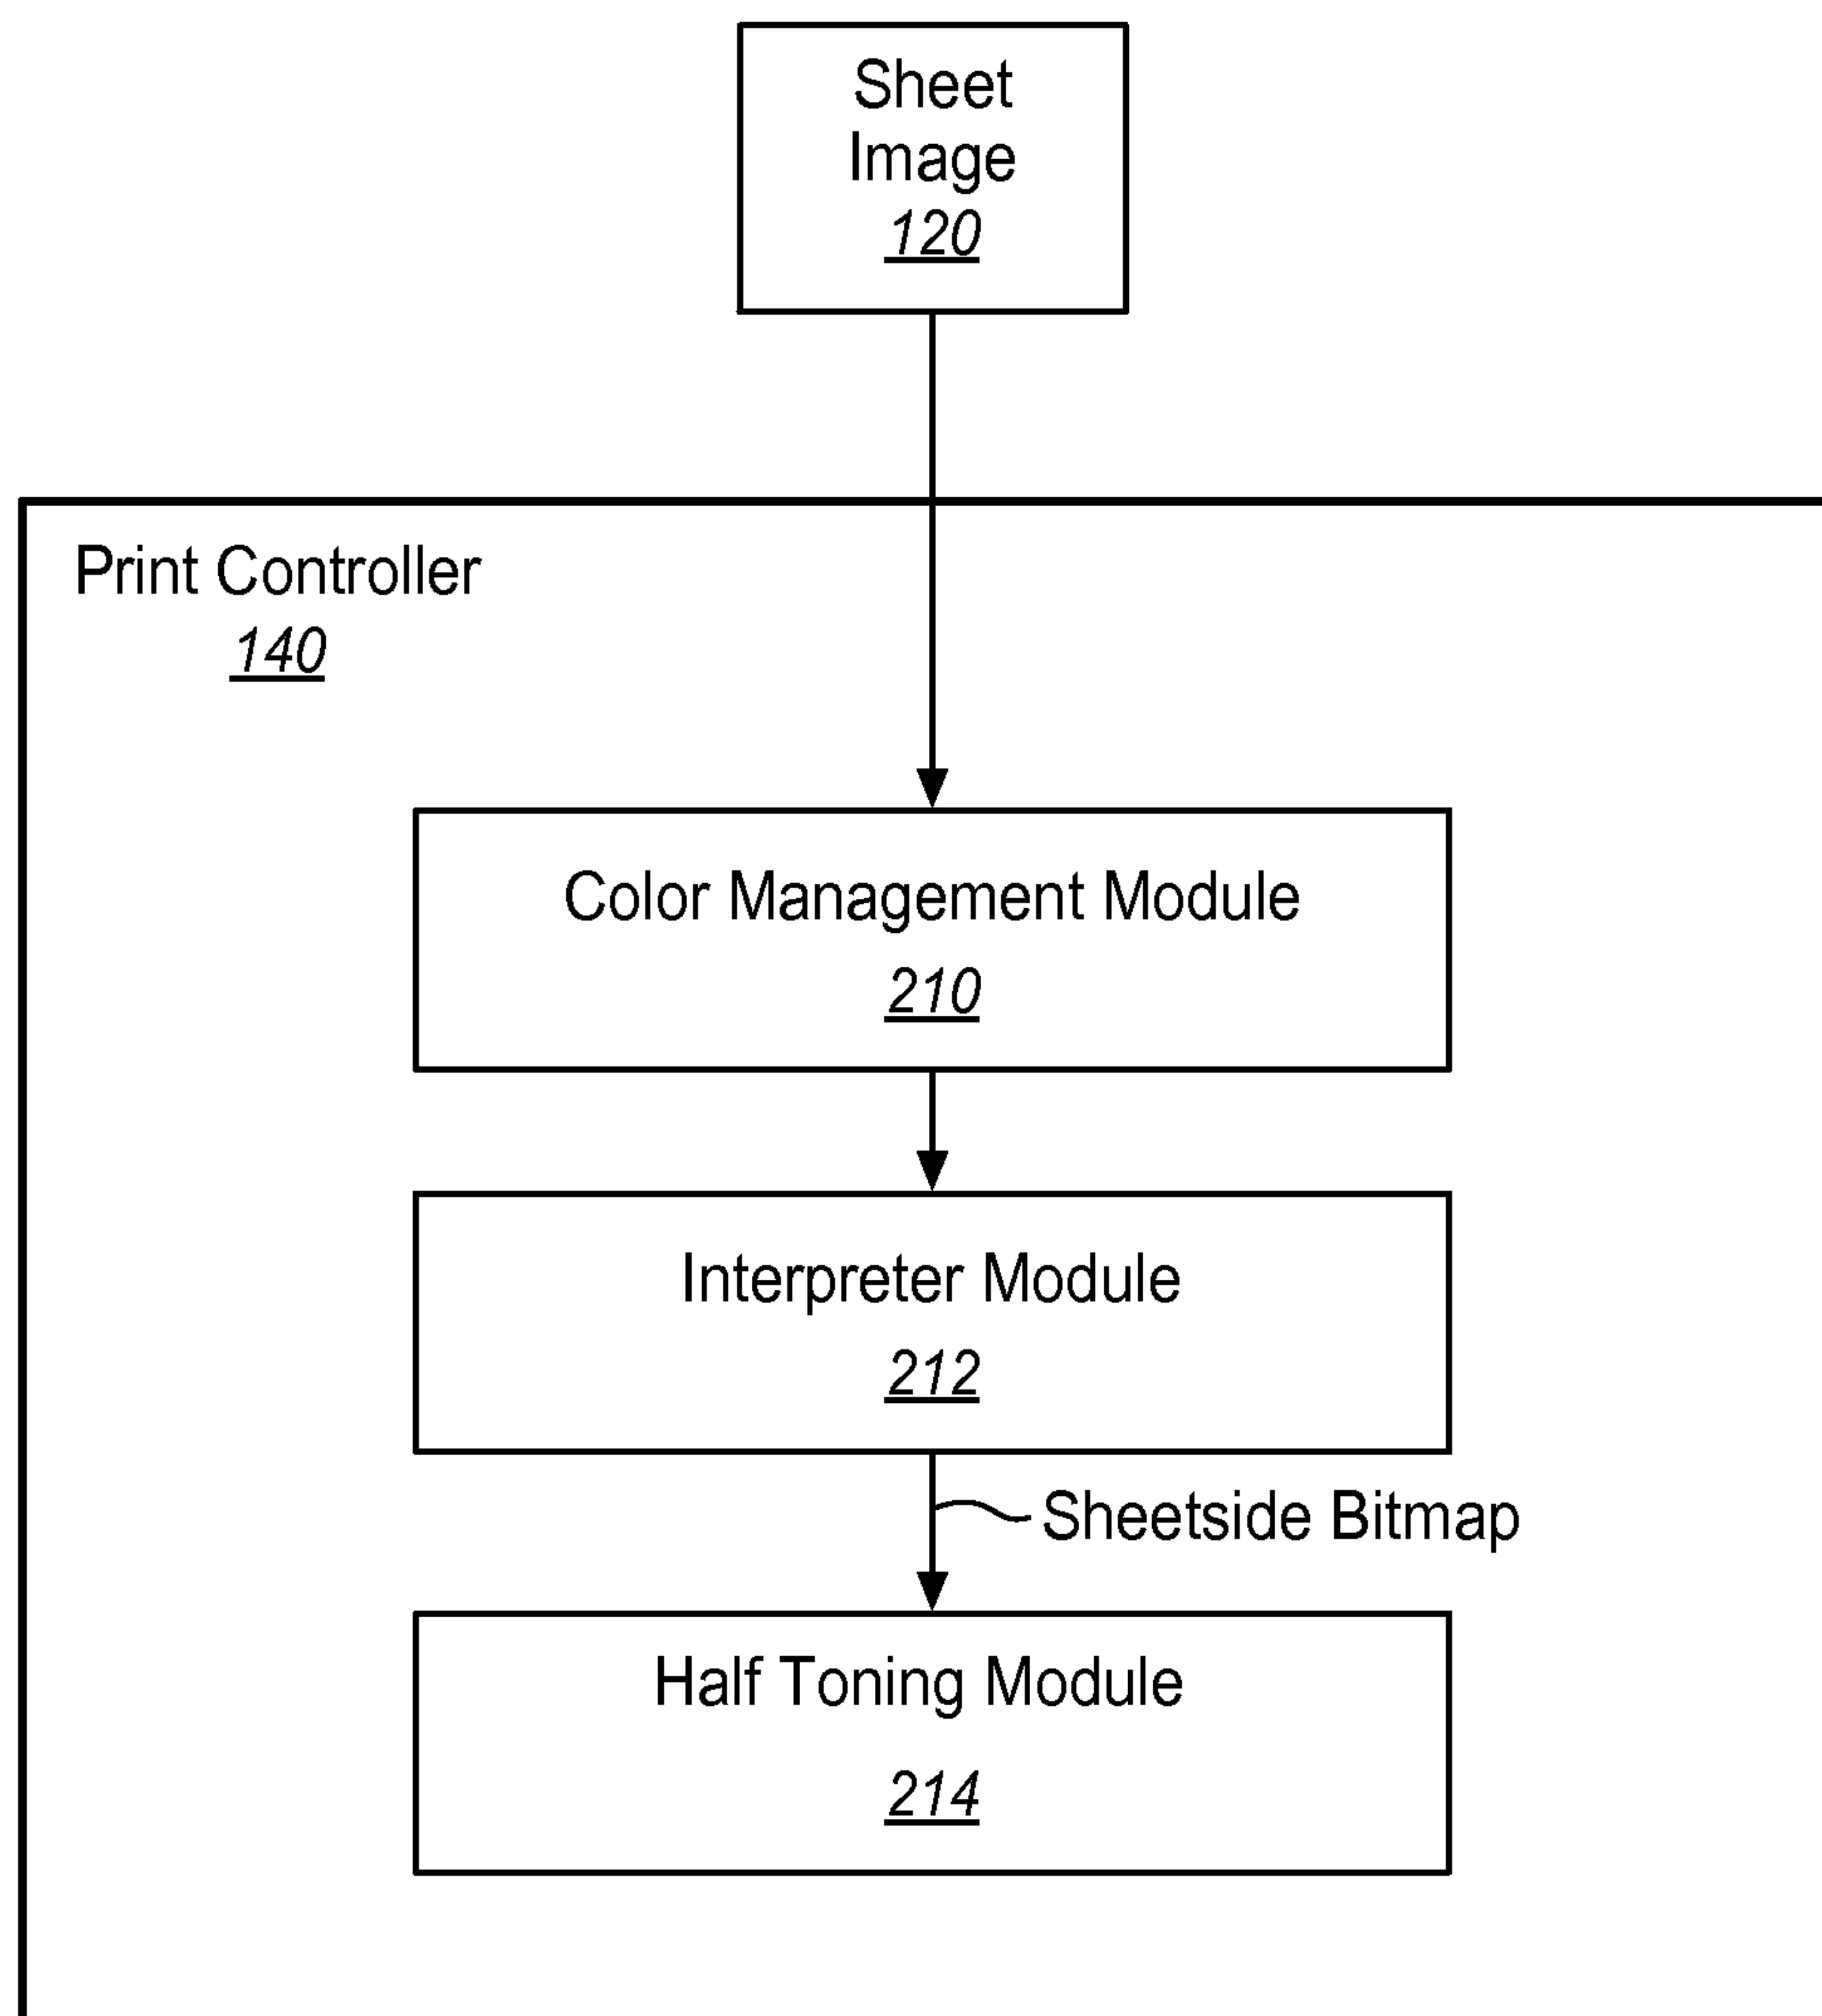 Sheet
Image
120
Print Controller
140
Color Management Module
210
Interpreter Module
212
Sheetside Bitmap
Half Toning Module
214